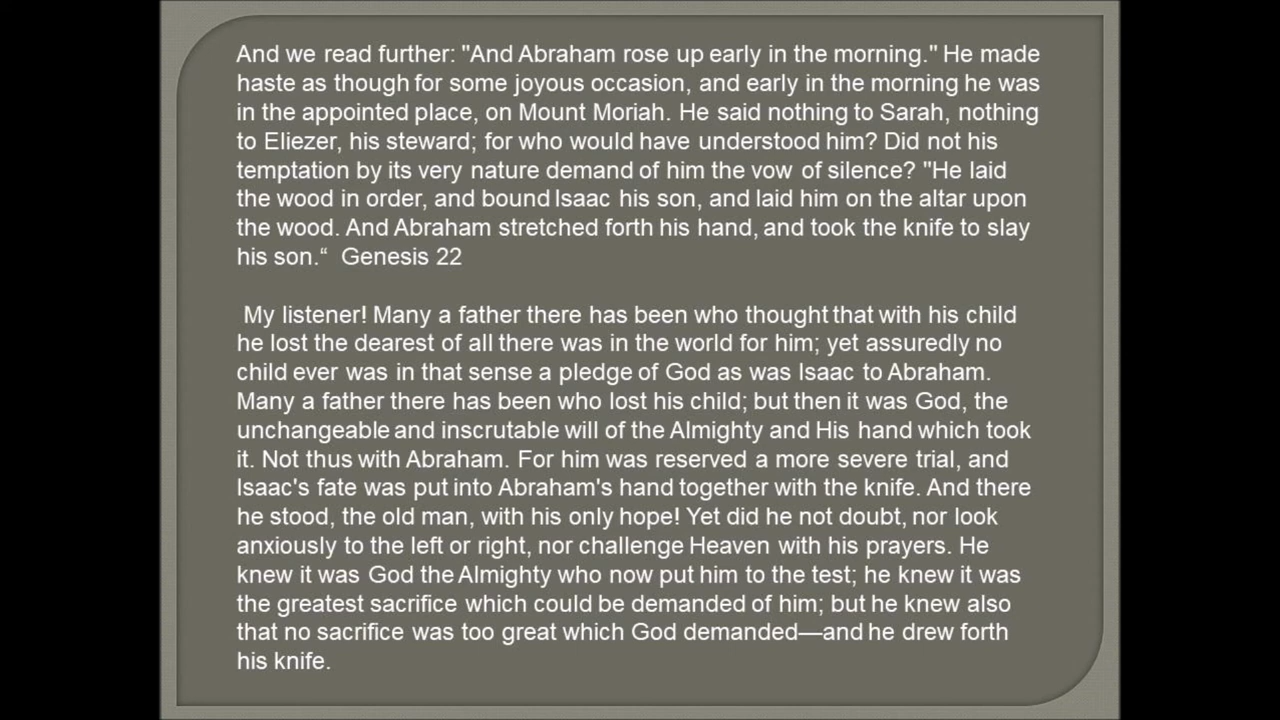 And we read further: "And Abraham rose up early in the morning." He made
haste as though for some joyous occasion, and early in the morning he was
in the appointed place, on Mount Moriah. He said nothing to Sarah, nothing
to Eliezer, his steward; for who would have understood him? Did not his
temptation by its very nature demand of him the vow of silence? "He laid
the wood in order, and bound Isaac his son, and laid him on the altar upon
the wood. And Abraham stretched forth his hand, and took the knife to slay
his son.“  Genesis 22
My listener! Many a father there has been who thought that with his child
he lost the dearest of all there was in the world for him; yet assuredly no
child ever was in that sense a pledge of God as was Isaac to Abraham.
Many a father there has been who lost his child; but then it was God, the
unchangeable and inscrutable will of the Almighty and His hand which took
it. Not thus with Abraham. For him was reserved a more severe trial, and
Isaac's fate was put into Abraham's hand together with the knife. And there
he stood, the old man, with his only hope! Yet did he not doubt, nor look
anxiously to the left or right, nor challenge Heaven with his prayers. He
knew it was God the Almighty who now put him to the test; he knew it was
the greatest sacrifice which could be demanded of him; but he knew also
that no sacrifice was too great which God demanded—and he drew forth
his knife.